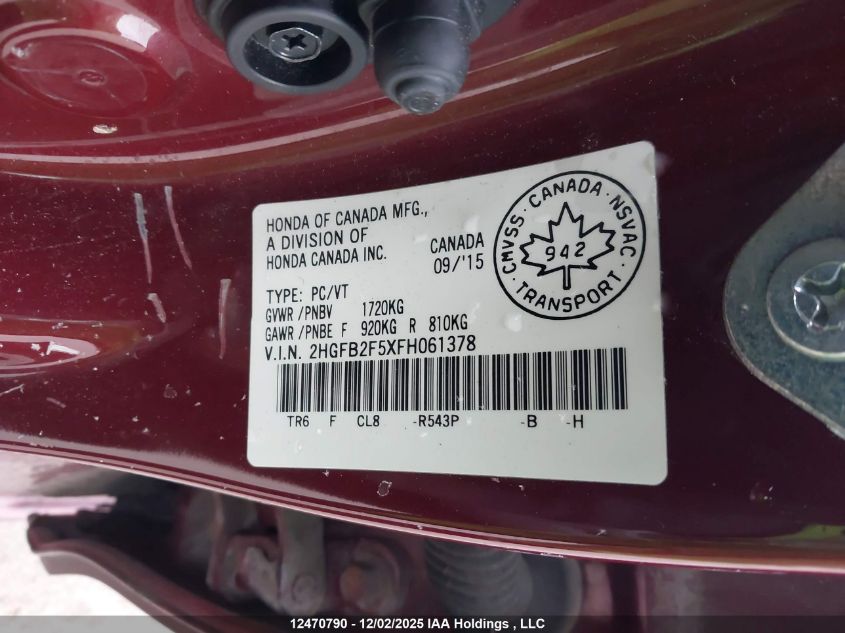 HONDA OF CANADA MFG.,
A DIVISION OF
HONDA CANADA INC.
CANADA
09/'15
CMVSS · CANADA · NSVAC
942
· TRANSPORT ·
TYPE: PC/VT
GVWR /PNBV 1720KG
GAWR /PNBE F 920KG R 810KG
V.I.N. 2HGFB2F5XFH061378
TR6 F CL8 -R543P -B -H
12470790 - 12/02/2025 IAA Holdings , LLC